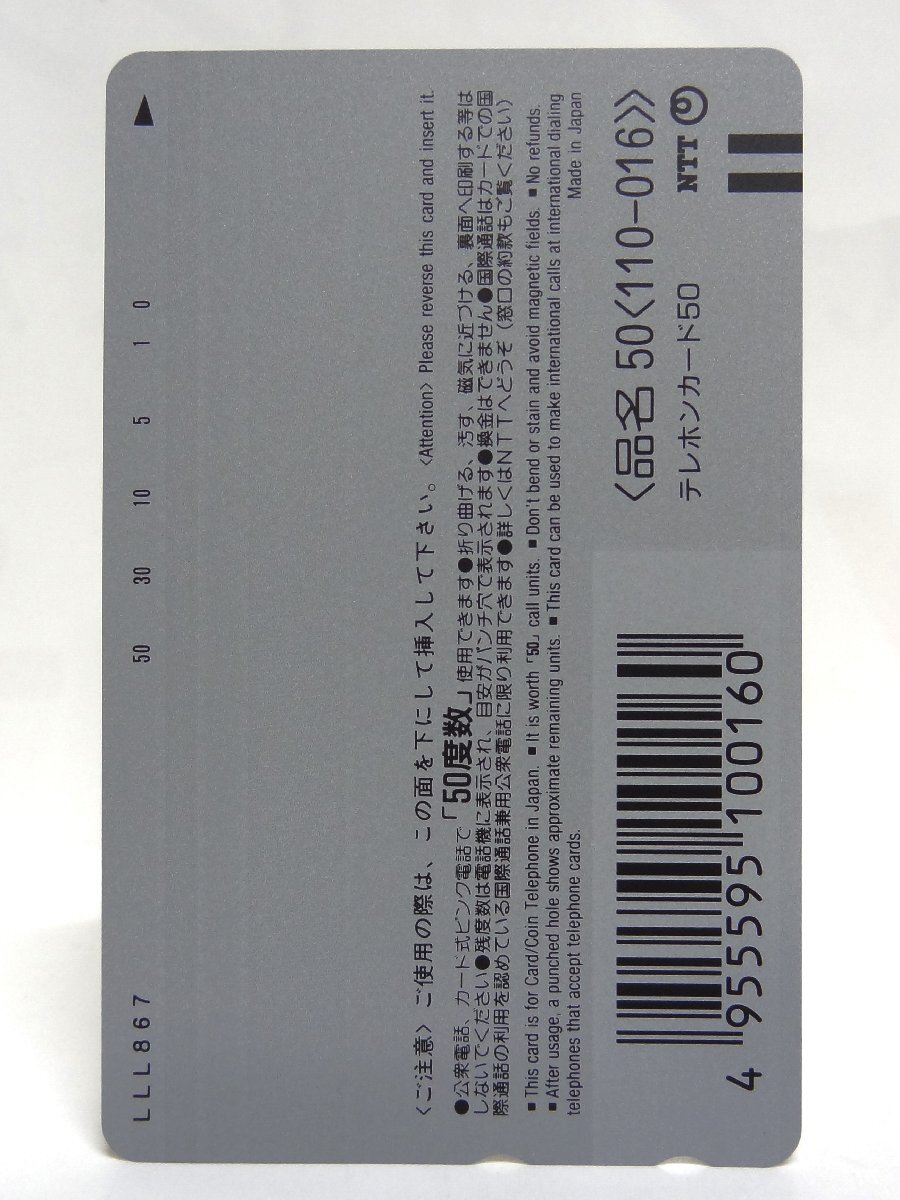 LLL867
50 30 10 5 1 0
〈ご注意〉ご使用の際は、この面を下にして挿入して下さい。〈Attention〉Please reverse this card and insert it.
●公衆電話、カード式ピンク電話で「50度数」使用できます●折り曲げる、汚す、磁気に近づける、裏面へ印刷する等は
しないでください●残度数は電話機に表示され、目安がパンチ穴で表示されます●換金はできません●国際通話はカードでの国
際通話の利用を認めている国際通話兼用公衆電話に限り利用できます●詳しくはNTTへどうぞ（窓口の約款もご覧ください）
■This card is for Card/Coin Telephone in Japan. ■It is worth「50」call units. ■Don't bend or stain and avoid magnetic fields. ■No refunds.
■After usage, a punched hole shows approximate remaining units. ■This card can be used to make international calls at international dialing
telephones that accept telephone cards.
Made in Japan
〈品名 50〈110-016〉〉
テレホンカード50
NTT
4955595100160